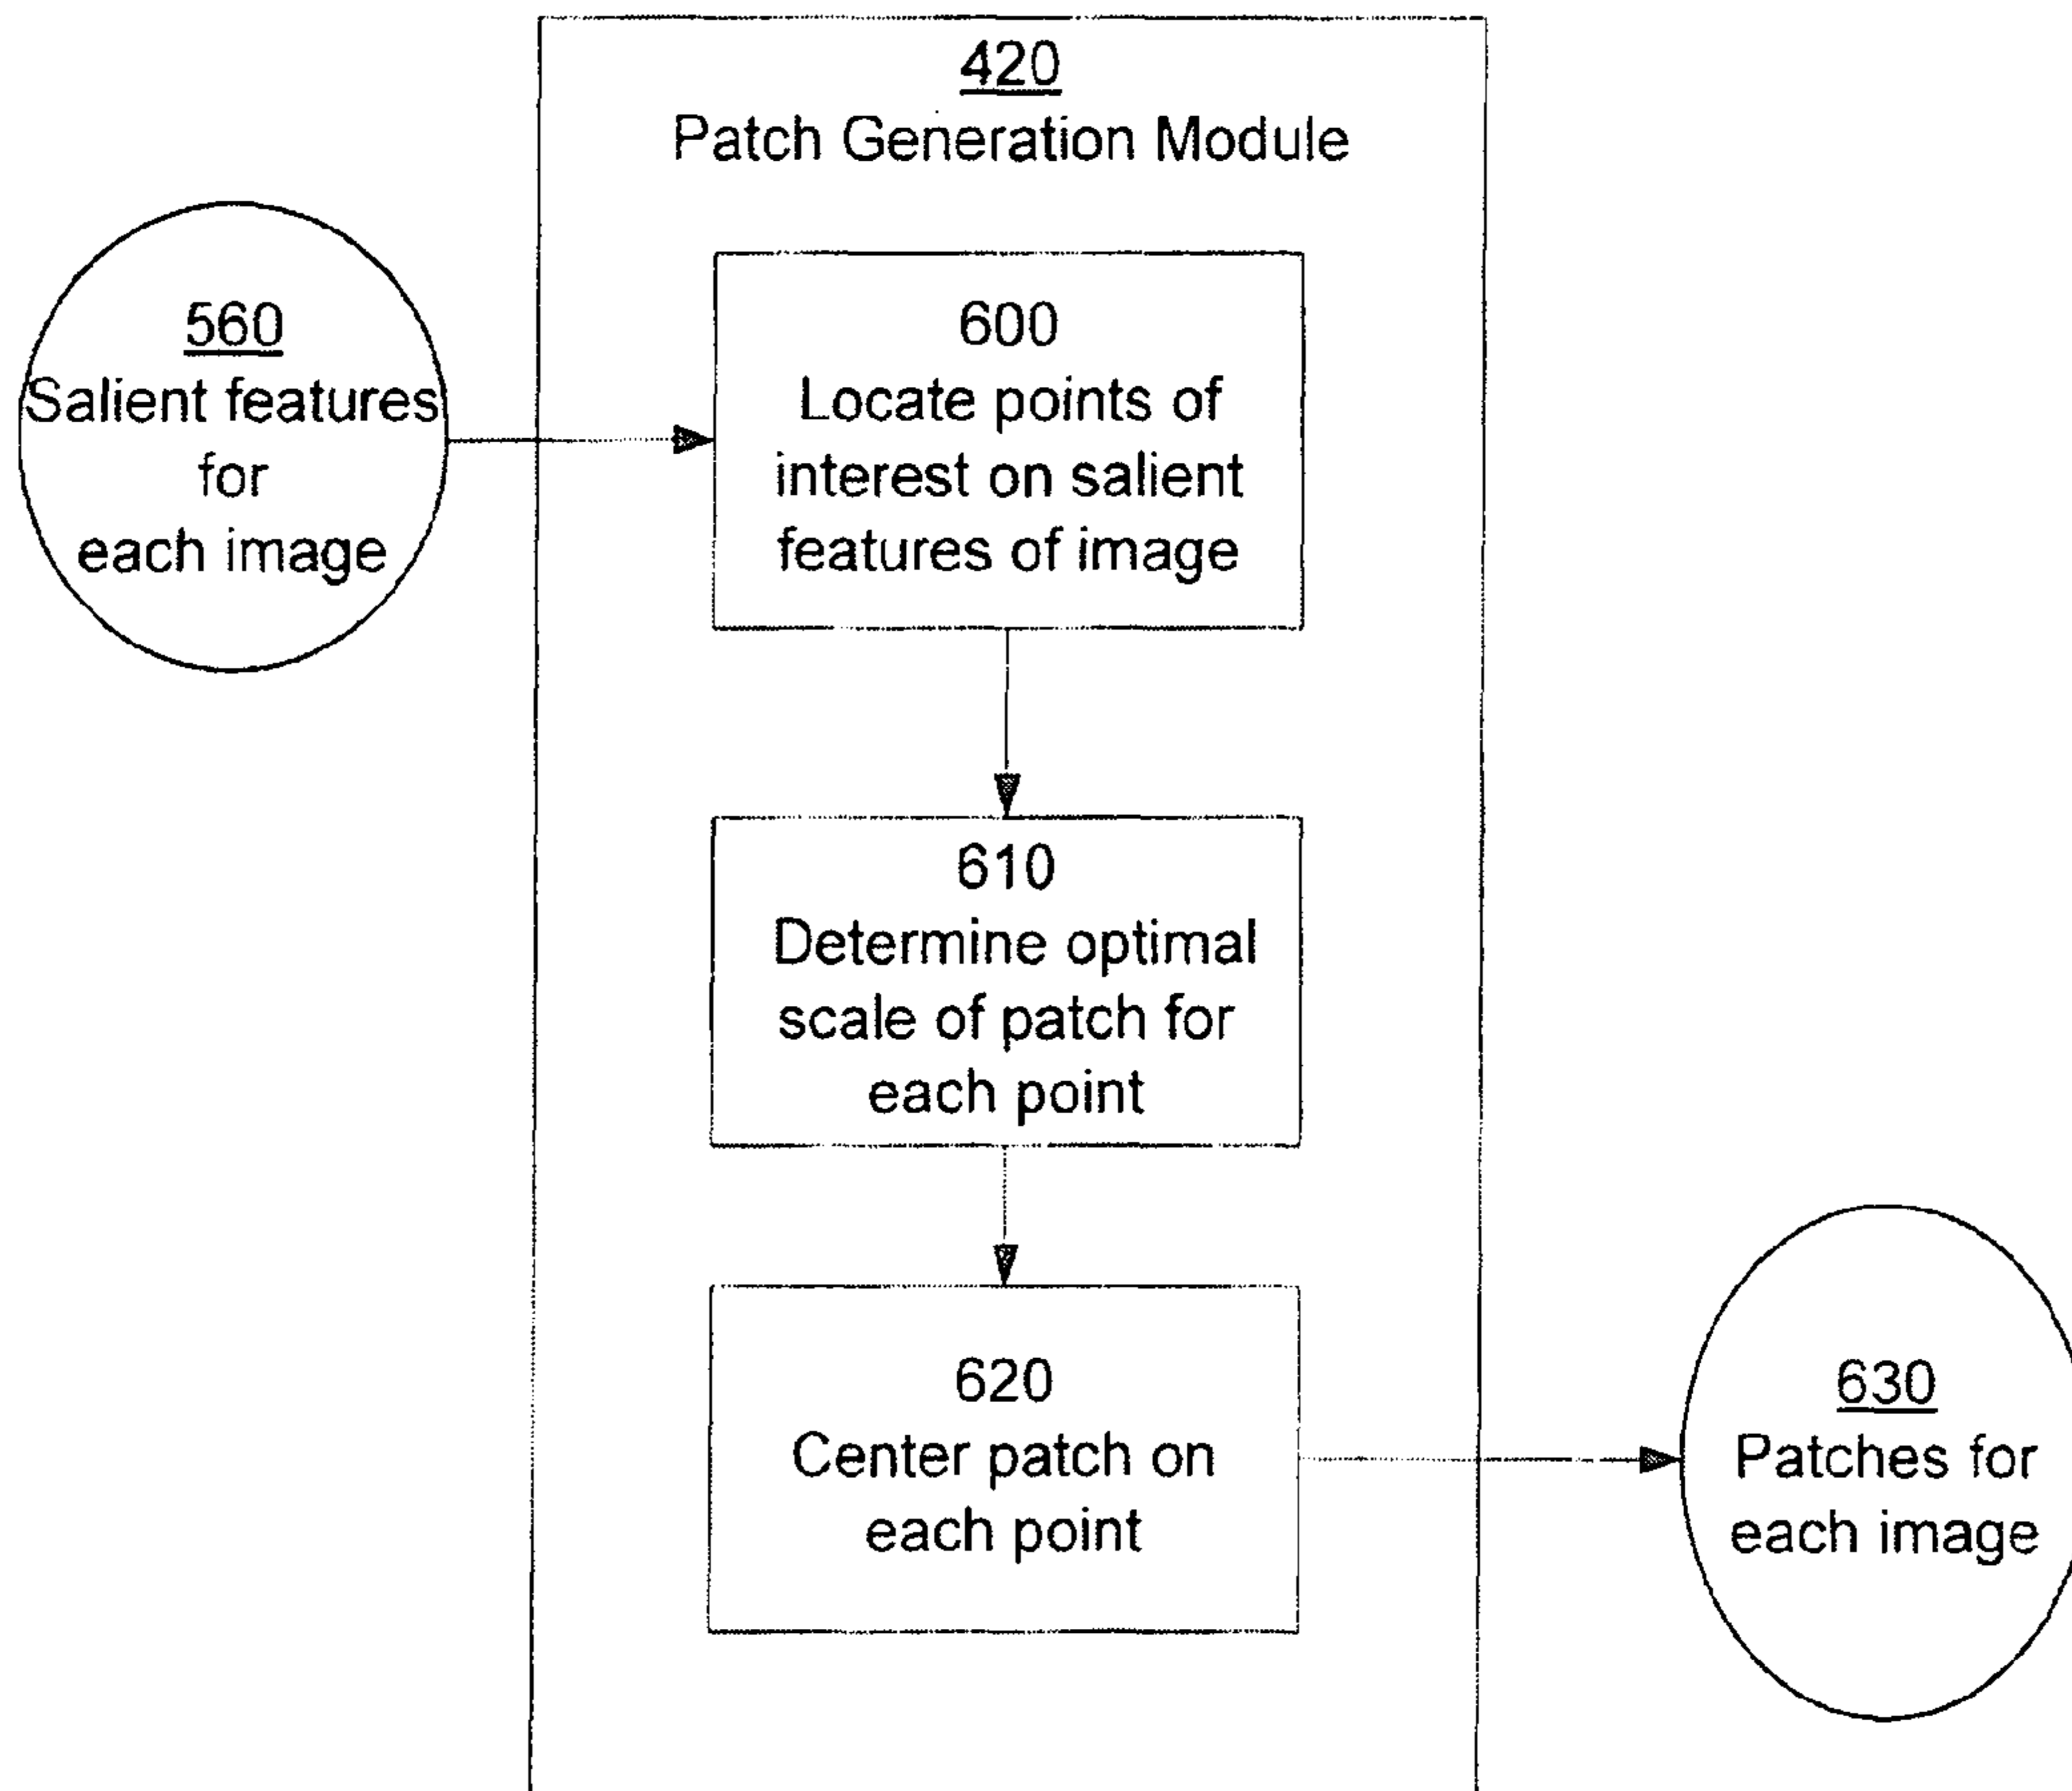 420
Patch Generation Module
560
Salient features
for
each image
600
Locate points of
interest on salient
features of image
610
Determine optimal
scale of patch for
each point
620
Center patch on
each point
630
Patches for
each image